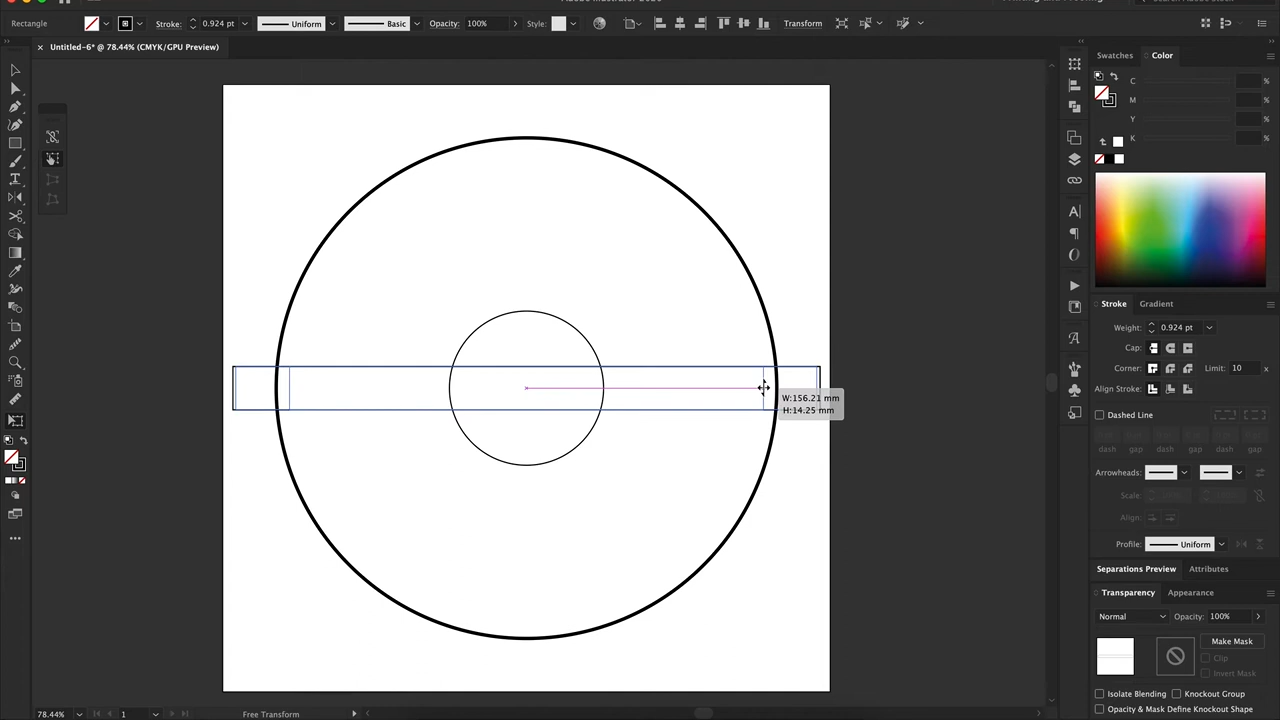 Rectangle
Stroke:
0.924 pt
Uniform
Basic
Opacity:
100%
Style:
Transform
× Untitled-6* @ 78.44% (CMYK/GPU Preview)
Swatches
Color
C
%
M
%
Y
%
K
%
W:156.21 mm
H:14.25 mm
Stroke
Gradient
Weight:
0.924 pt
Cap:
Corner:
Limit:
10
x
Align Stroke:
Dashed Line
dash
gap
dash
gap
dash
gap
Arrowheads:
Scale:
Align:
Profile:
Uniform
Separations Preview
Attributes
Transparency
Appearance
Normal
Opacity:
100%
Make Mask
Clip
Invert Mask
Isolate Blending
Knockout Group
Opacity & Mask Define Knockout Shape
78.44%
1
Free Transform